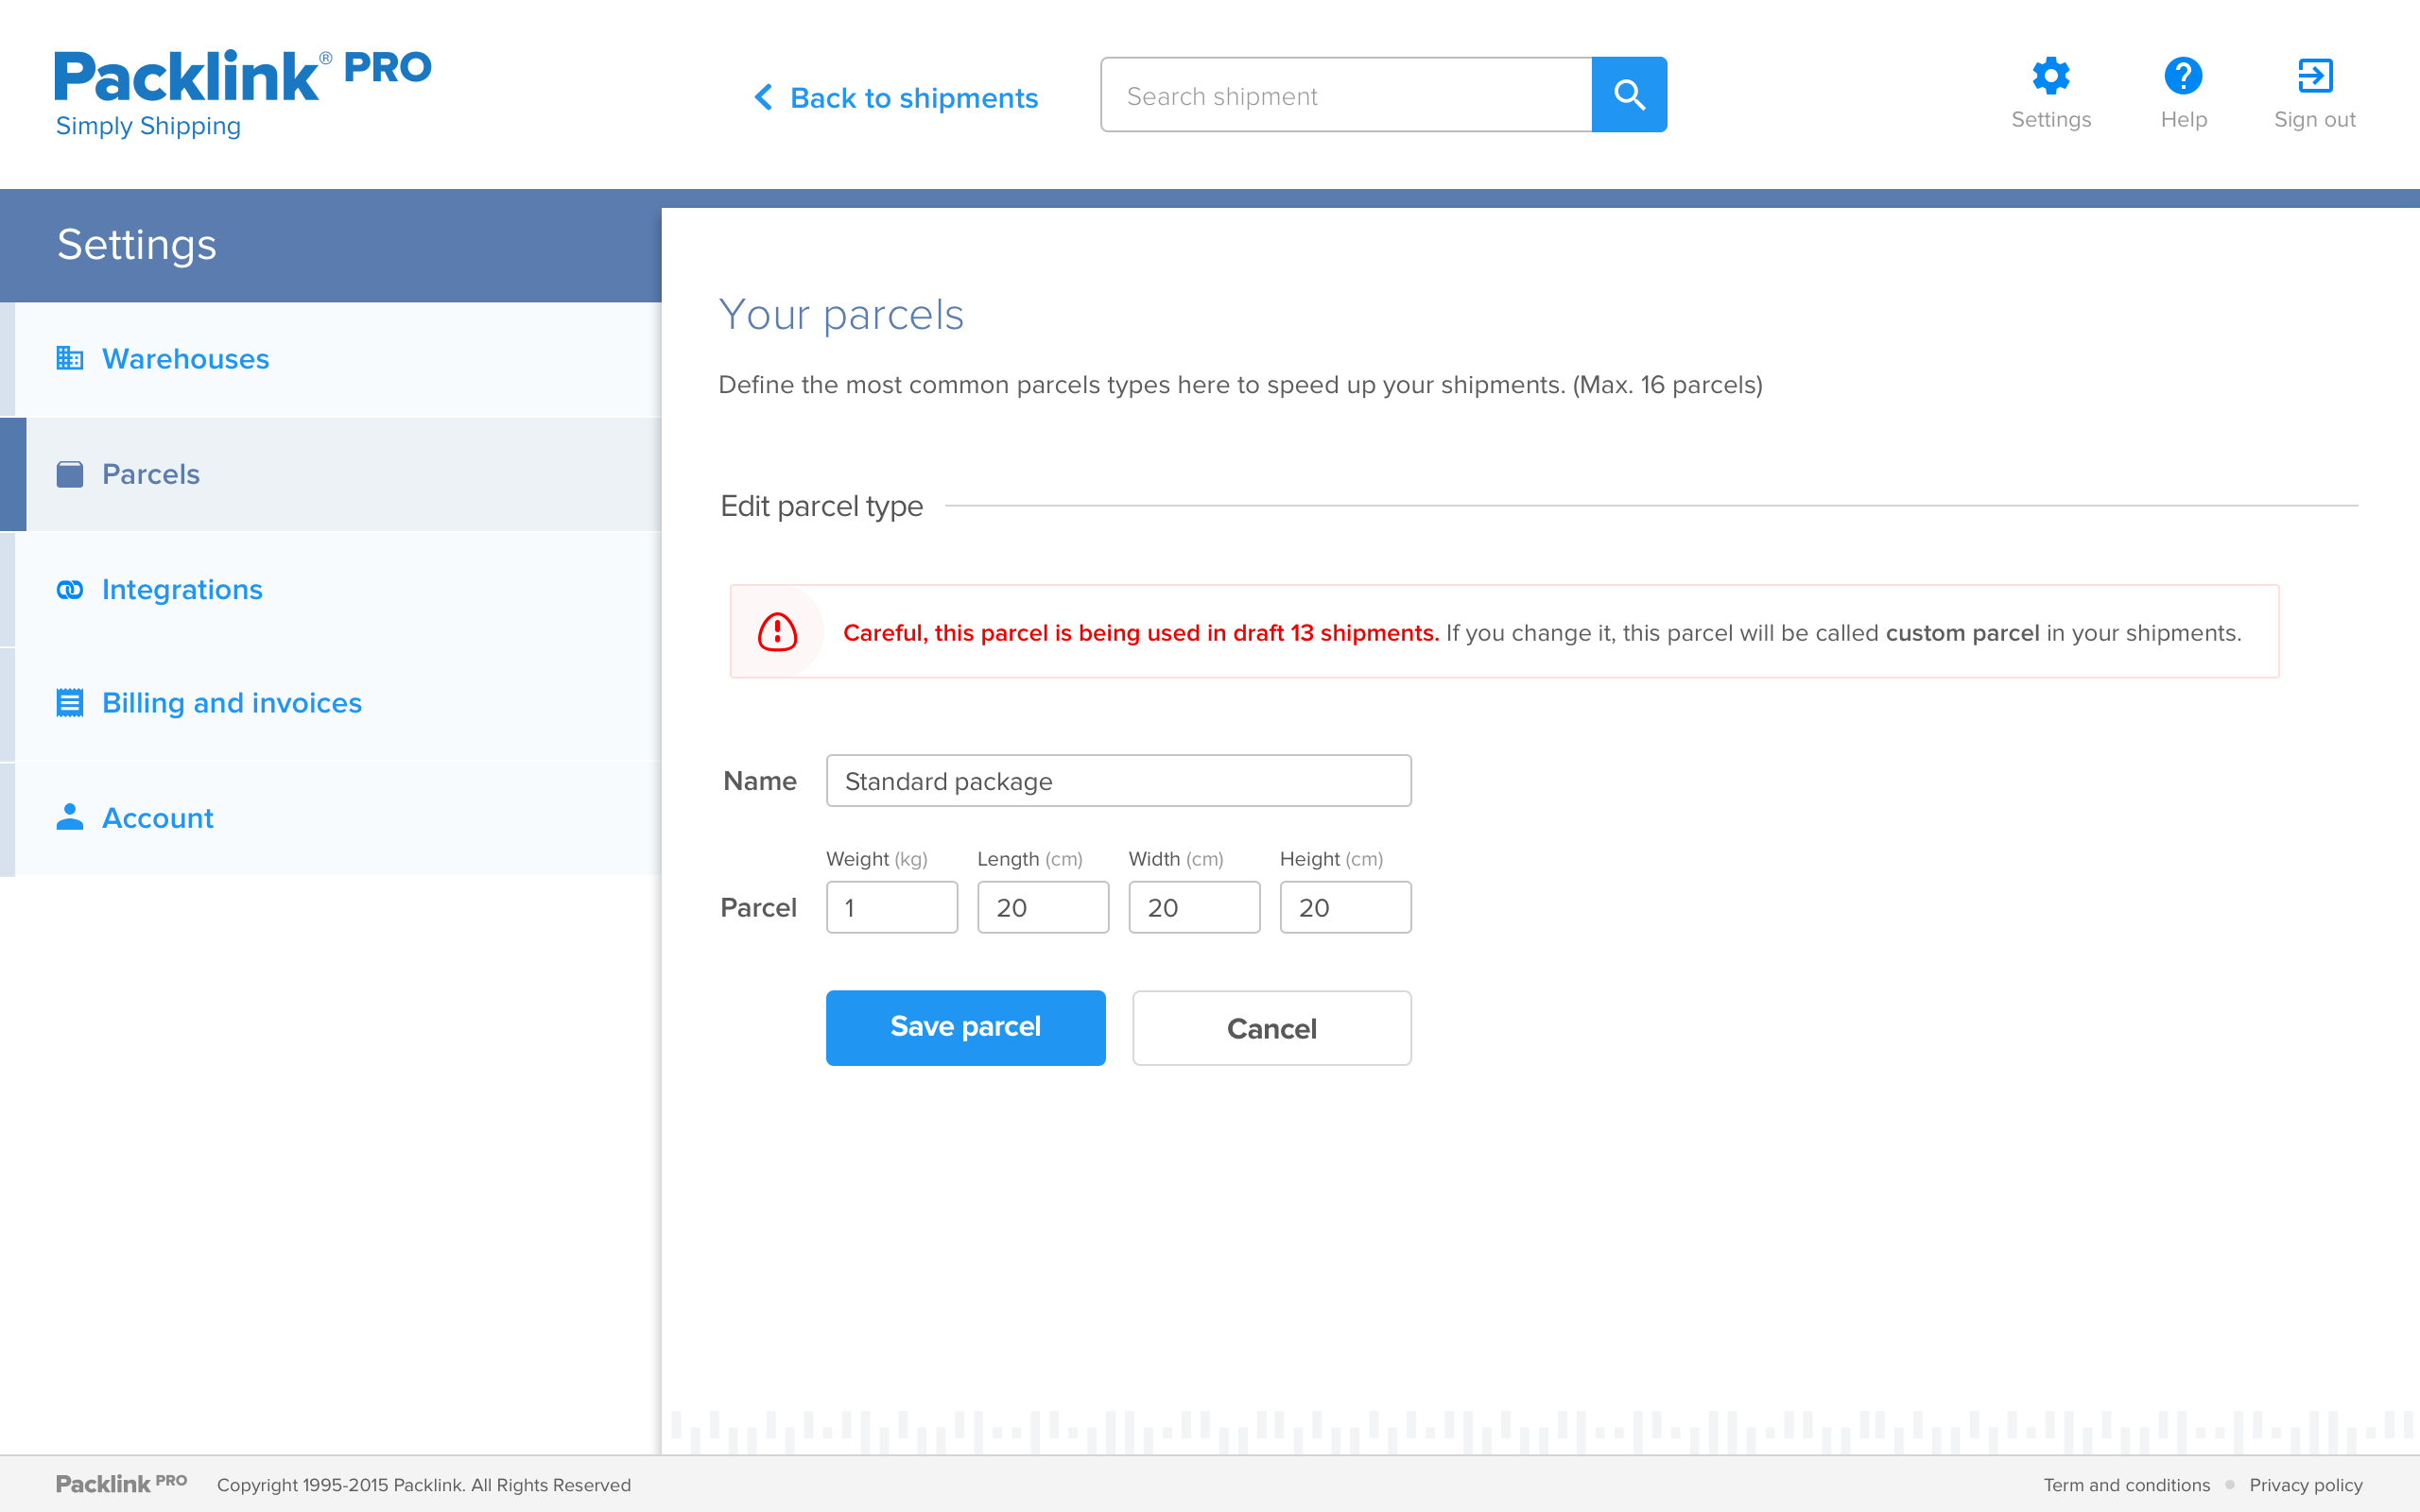 Packlink® PRO
Simply Shipping
Back to shipments
Search shipment
Settings
Help
Sign out
Settings
Warehouses
Parcels
Integrations
Billing and invoices
Account
Your parcels
Define the most common parcels types here to speed up your shipments. (Max. 16 parcels)
Edit parcel type
Careful, this parcel is being used in draft 13 shipments. If you change it, this parcel will be called custom parcel in your shipments.
Name
Standard package
Weight (kg) Length (cm) Width (cm) Height (cm)
Parcel 1 20 20 20
Save parcel
Cancel
Packlink PRO Copyright 1995-2015 Packlink. All Rights Reserved
Term and conditions Privacy policy